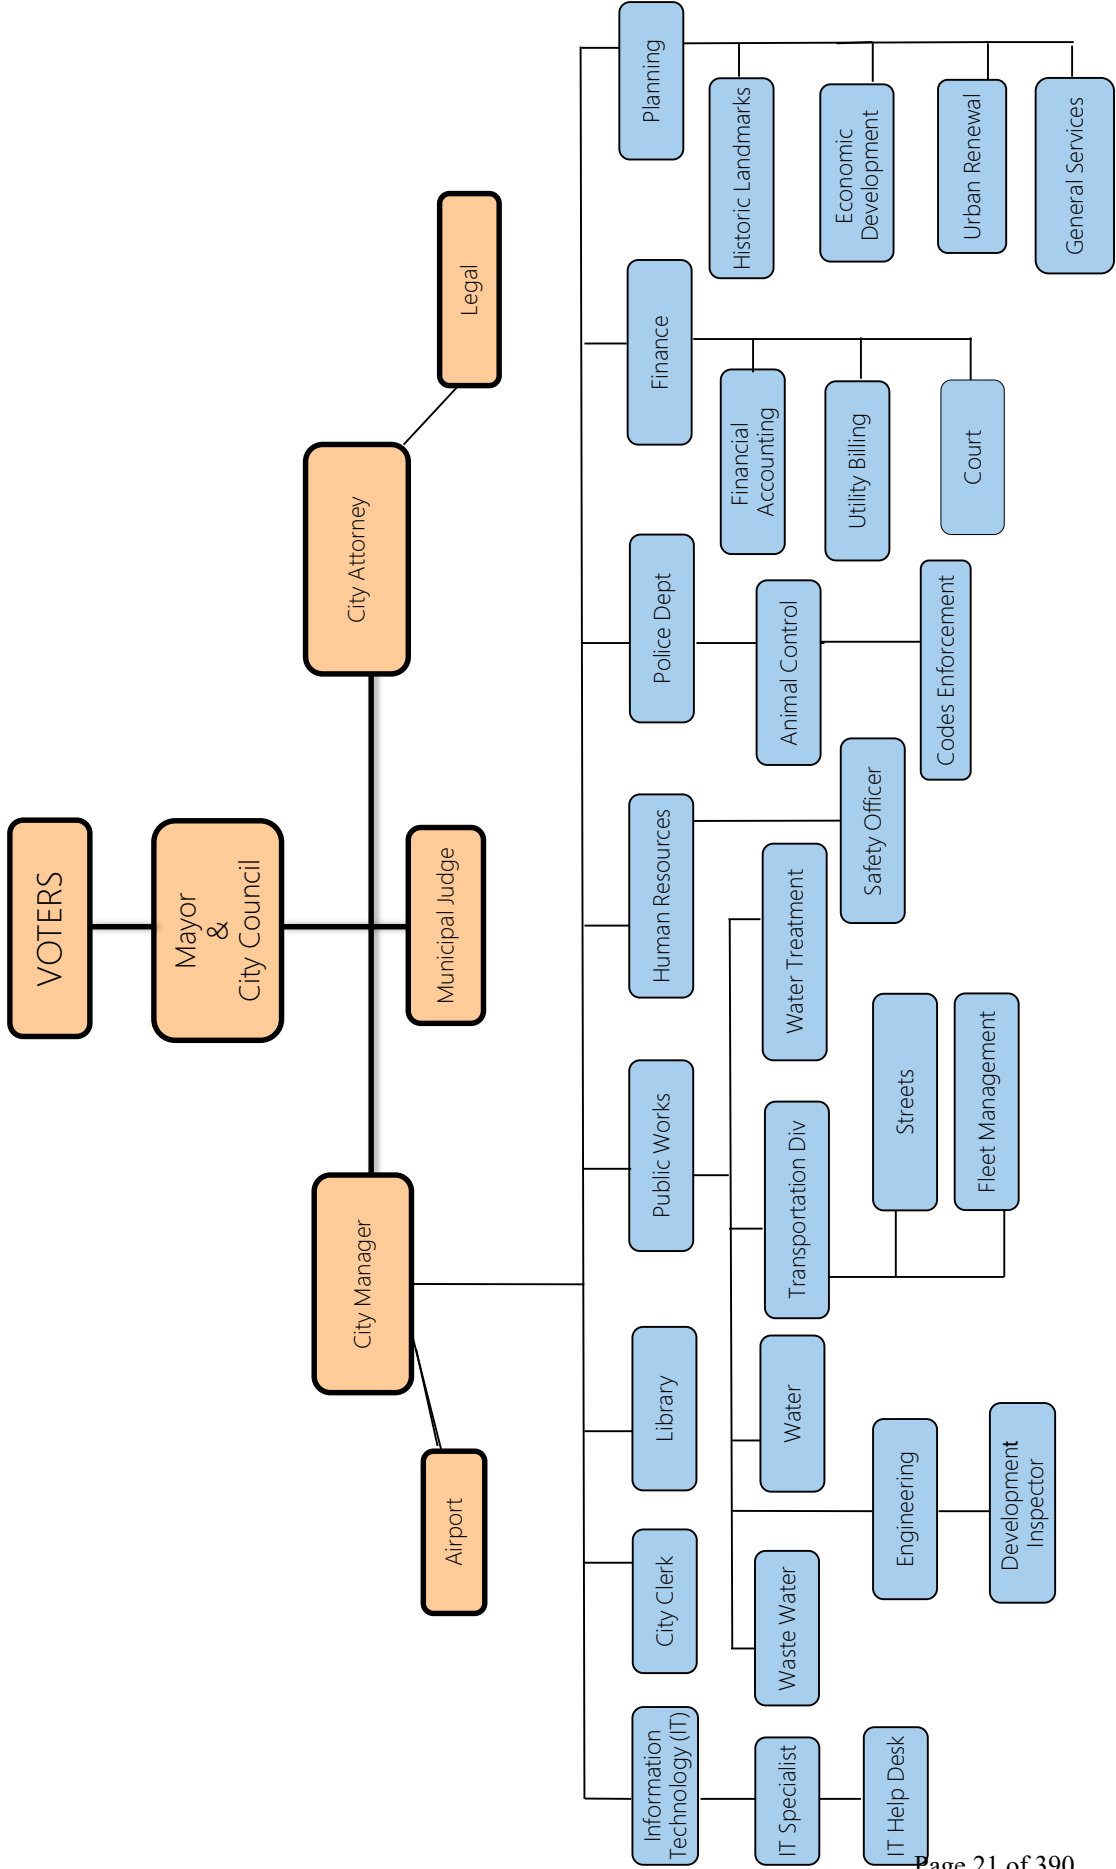 VOTERS
Mayor
&
City Council
City Manager
City Attorney
Municipal Judge
Airport
Legal
Information
Technology (IT)
City Clerk
Library
Public Works
Human Resources
Police Dept
Finance
Planning
IT Specialist
IT Help Desk
Waste Water
Water
Transportation Div
Water Treatment
Engineering
Development
Inspector
Streets
Fleet Management
Safety Officer
Animal Control
Codes Enforcement
Financial
Accounting
Utility Billing
Court
Historic Landmarks
Economic
Development
Urban Renewal
General Services
Page 21 of 390